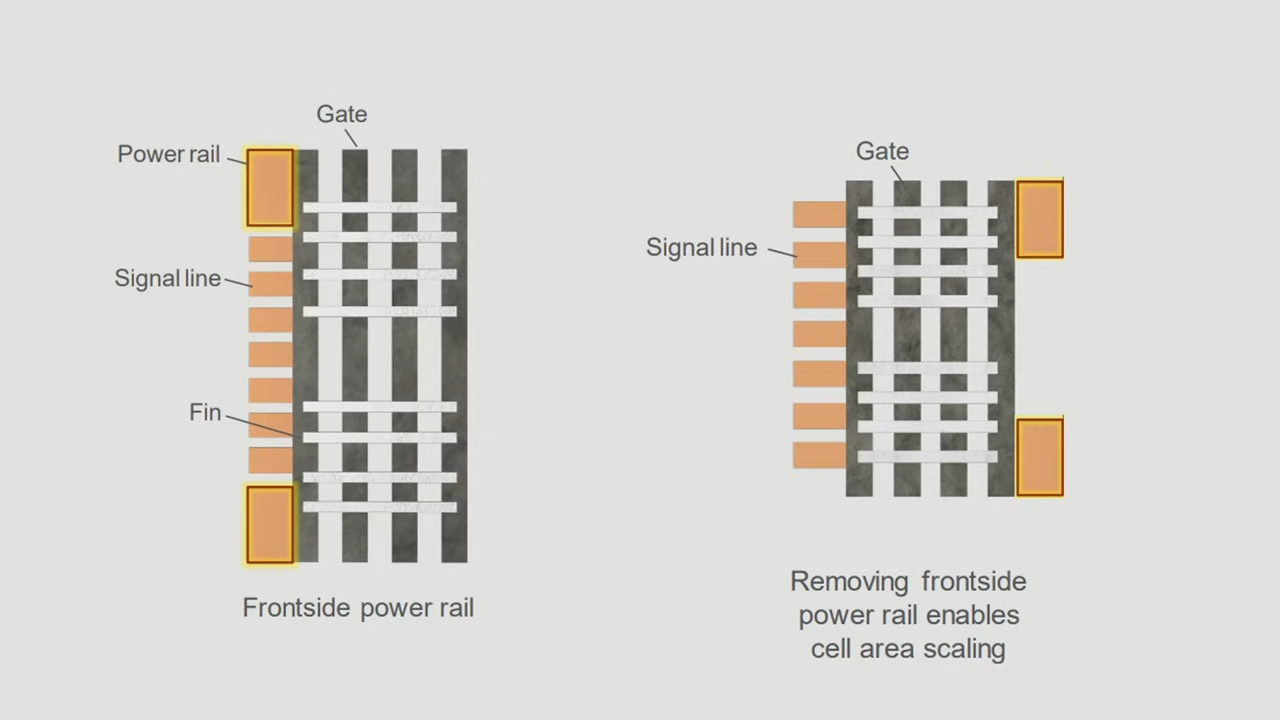 Gate
Power rail
Signal line
Fin
Frontside power rail
Gate
Signal line
Removing frontside
power rail enables
cell area scaling